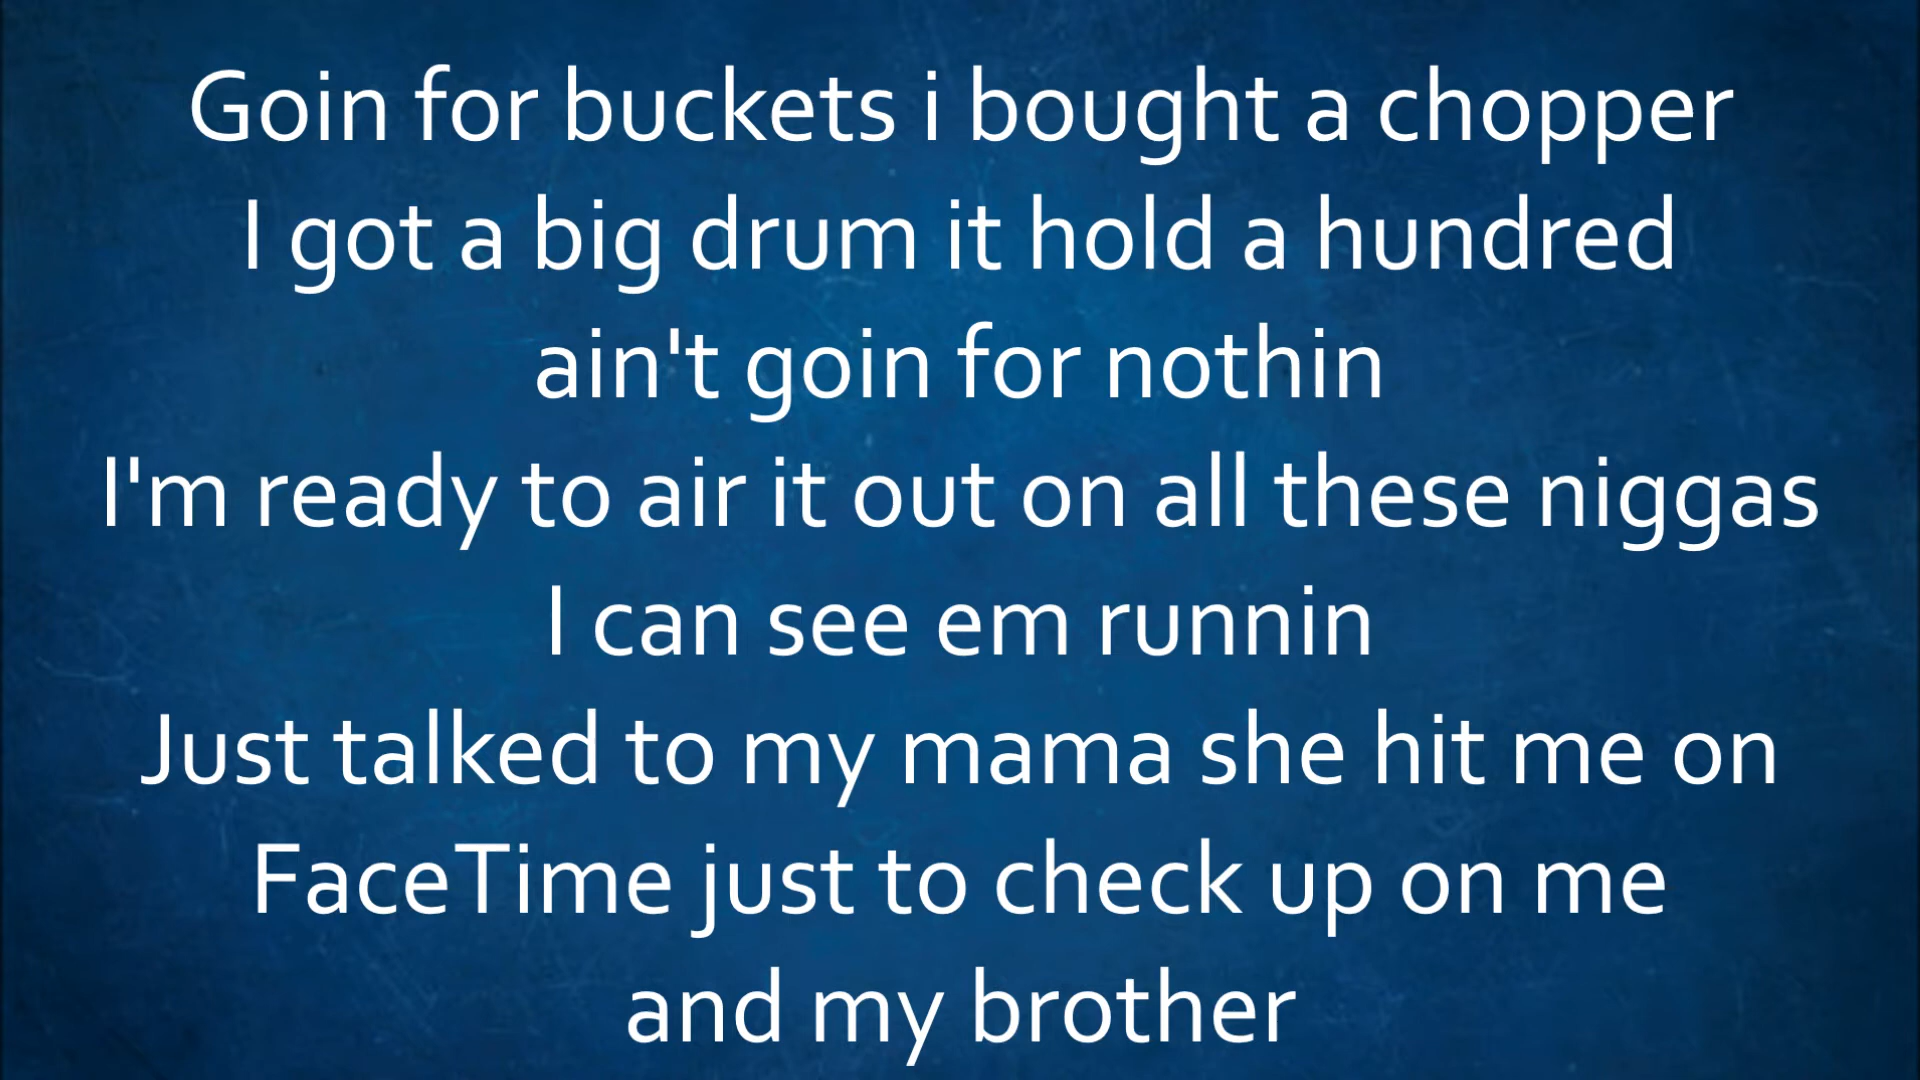 Goin for buckets i bought a chopper
I got a big drum it hold a hundred
ain't goin for nothin
I'm ready to air it out on all these niggas
I can see em runnin
Just talked to my mama she hit me on
FaceTime just to check up on me
and my brother